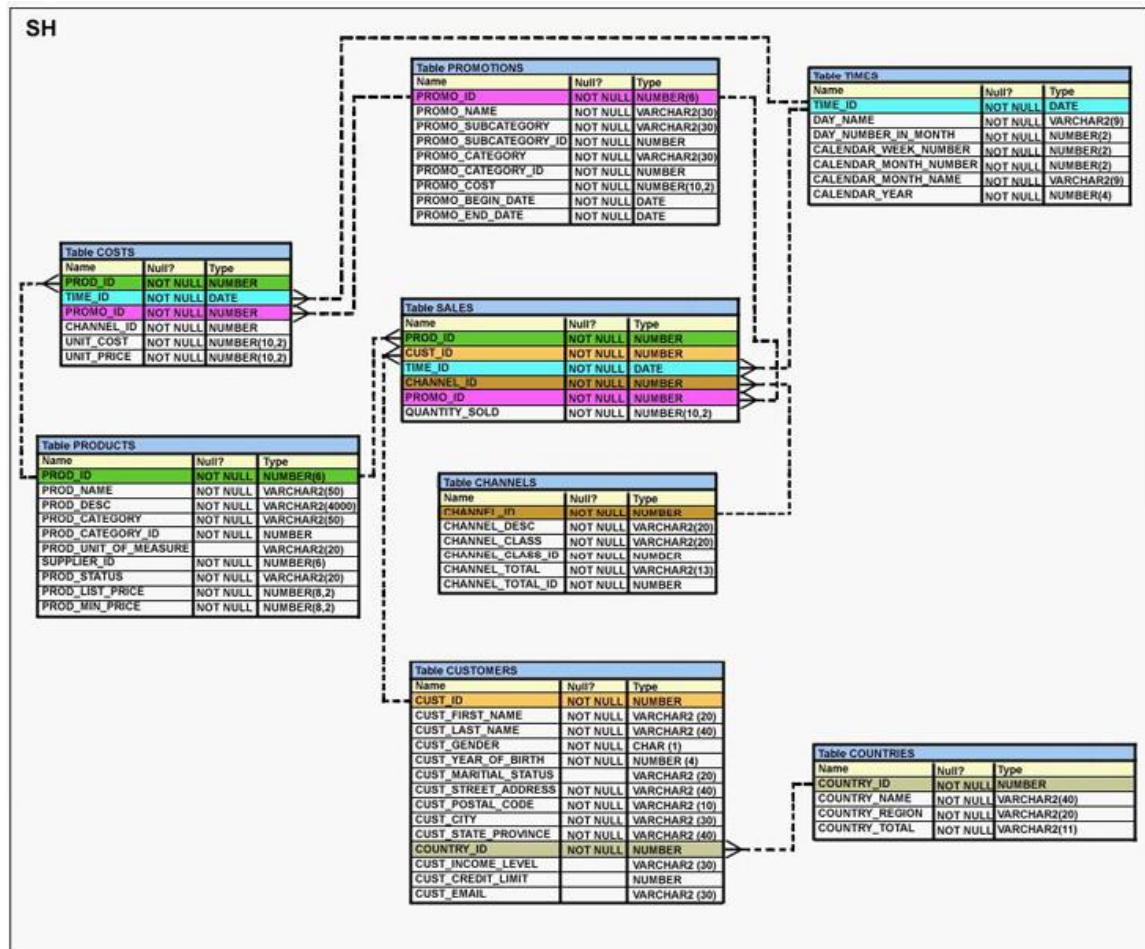 SH
Table PROMOTIONS
Name Null? Type
PROMO_ID NOT NULL NUMBER(6)
PROMO_NAME NOT NULL VARCHAR2(30)
PROMO_SUBCATEGORY NOT NULL VARCHAR2(30)
PROMO_SUBCATEGORY_ID NOT NULL NUMBER
PROMO_CATEGORY NOT NULL VARCHAR2(30)
PROMO_CATEGORY_ID NOT NULL NUMBER
PROMO_COST NOT NULL NUMBER(10,2)
PROMO_BEGIN_DATE NOT NULL DATE
PROMO_END_DATE NOT NULL DATE
Table TIMES
Name Null? Type
TIME_ID NOT NULL DATE
DAY_NAME NOT NULL VARCHAR2(9)
DAY_NUMBER_IN_MONTH NOT NULL NUMBER(2)
CALENDAR_WEEK_NUMBER NOT NULL NUMBER(2)
CALENDAR_MONTH_NUMBER NOT NULL NUMBER(2)
CALENDAR_MONTH_NAME NOT NULL VARCHAR2(9)
CALENDAR_YEAR NOT NULL NUMBER(4)
Table COSTS
Name Null? Type
PROD_ID NOT NULL NUMBER
TIME_ID NOT NULL DATE
PROMO_ID NOT NULL NUMBER
CHANNEL_ID NOT NULL NUMBER
UNIT_COST NOT NULL NUMBER(10,2)
UNIT_PRICE NOT NULL NUMBER(10,2)
Table SALES
Name Null? Type
PROD_ID NOT NULL NUMBER
CUST_ID NOT NULL NUMBER
TIME_ID NOT NULL DATE
CHANNEL_ID NOT NULL NUMBER
PROMO_ID NOT NULL NUMBER
QUANTITY_SOLD NOT NULL NUMBER(10,2)
Table PRODUCTS
Name Null? Type
PROD_ID NOT NULL NUMBER(6)
PROD_NAME NOT NULL VARCHAR2(50)
PROD_DESC NOT NULL VARCHAR2(4000)
PROD_CATEGORY NOT NULL VARCHAR2(50)
PROD_CATEGORY_ID NOT NULL NUMBER
PROD_UNIT_OF_MEASURE VARCHAR2(20)
SUPPLIER_ID NOT NULL NUMBER(6)
PROD_STATUS NOT NULL VARCHAR2(20)
PROD_LIST_PRICE NOT NULL NUMBER(8,2)
PROD_MIN_PRICE NOT NULL NUMBER(8,2)
Table CHANNELS
Name Null? Type
CHANNEL_ID NOT NULL NUMBER
CHANNEL_DESC NOT NULL VARCHAR2(20)
CHANNEL_CLASS NOT NULL VARCHAR2(20)
CHANNEL_CLASS_ID NOT NULL NUMBER
CHANNEL_TOTAL NOT NULL VARCHAR2(13)
CHANNEL_TOTAL_ID NOT NULL NUMBER
Table CUSTOMERS
Name Null? Type
CUST_ID NOT NULL NUMBER
CUST_FIRST_NAME NOT NULL VARCHAR2 (20)
CUST_LAST_NAME NOT NULL VARCHAR2 (40)
CUST_GENDER NOT NULL CHAR (1)
CUST_YEAR_OF_BIRTH NOT NULL NUMBER (4)
CUST_MARITIAL_STATUS VARCHAR2 (20)
CUST_STREET_ADDRESS NOT NULL VARCHAR2 (40)
CUST_POSTAL_CODE NOT NULL VARCHAR2 (10)
CUST_CITY NOT NULL VARCHAR2 (30)
CUST_STATE_PROVINCE NOT NULL VARCHAR2 (40)
COUNTRY_ID NOT NULL NUMBER
CUST_INCOME_LEVEL VARCHAR2 (30)
CUST_CREDIT_LIMIT NUMBER
CUST_EMAIL VARCHAR2 (30)
Table COUNTRIES
Name Null? Type
COUNTRY_ID NOT NULL NUMBER
COUNTRY_NAME NOT NULL VARCHAR2(40)
COUNTRY_REGION NOT NULL VARCHAR2(20)
COUNTRY_TOTAL NOT NULL VARCHAR2(11)